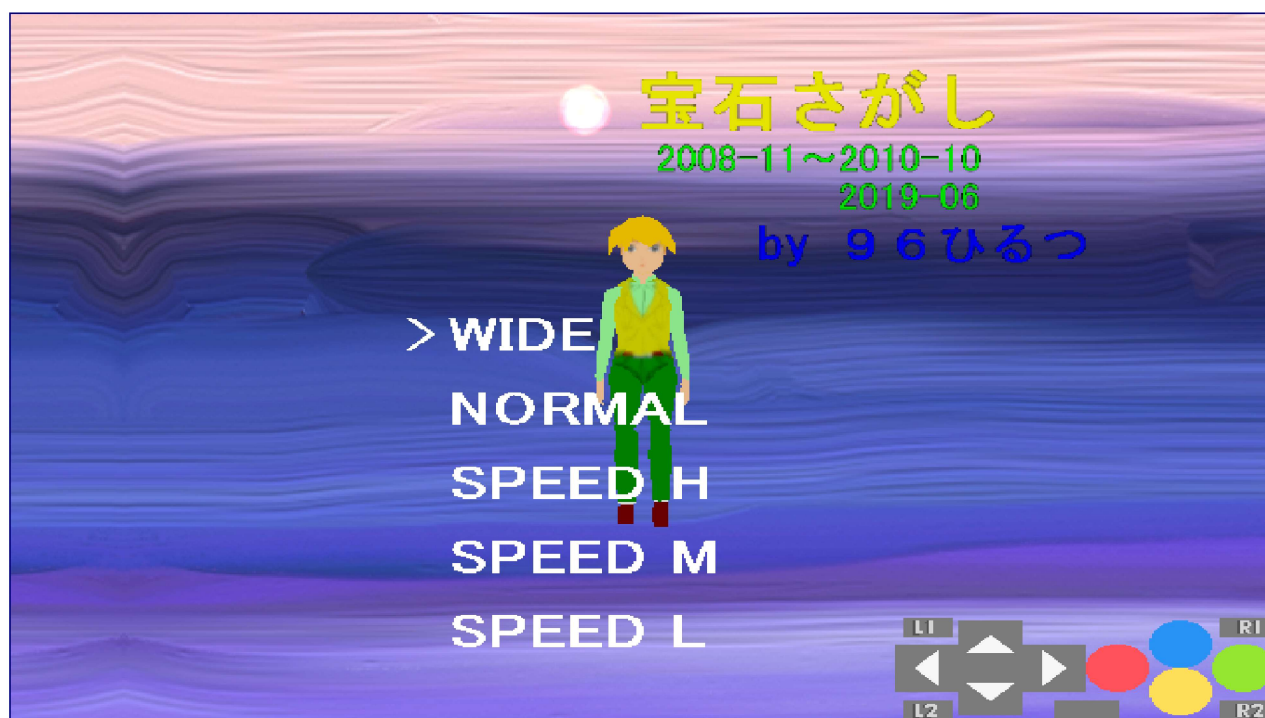 宝石さがし
2008-11～2010-10
2019-06
by ９６ひるつ
>WIDE
NORMAL
SPEED H
SPEED M
SPEED L
L1 R1
L2 R2